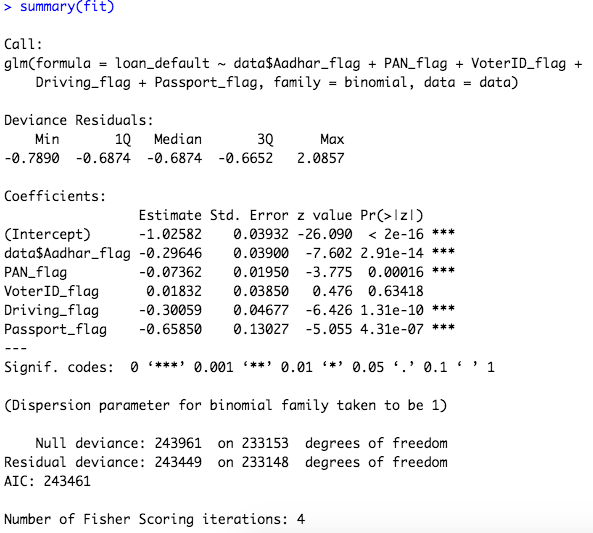 > summary(fit)
Call:
glm(formula = loan_default ~ data$Aadhar_flag + PAN_flag + VoterID_flag +
    Driving_flag + Passport_flag, family = binomial, data = data)
Deviance Residuals:
    Min       1Q   Median       3Q      Max
-0.7890  -0.6874  -0.6874  -0.6652   2.0857
Coefficients:
                 Estimate Std. Error z value Pr(>|z|)
(Intercept)      -1.02582    0.03932 -26.090  < 2e-16 ***
data$Aadhar_flag -0.29646    0.03900  -7.602 2.91e-14 ***
PAN_flag         -0.07362    0.01950  -3.775  0.00016 ***
VoterID_flag      0.01832    0.03850   0.476  0.63418
Driving_flag     -0.30059    0.04677  -6.426 1.31e-10 ***
Passport_flag    -0.65850    0.13027  -5.055 4.31e-07 ***
---
Signif. codes:  0 ‘***’ 0.001 ‘**’ 0.01 ‘*’ 0.05 ‘.’ 0.1 ‘ ’ 1
(Dispersion parameter for binomial family taken to be 1)
    Null deviance: 243961  on 233153  degrees of freedom
Residual deviance: 243449  on 233148  degrees of freedom
AIC: 243461
Number of Fisher Scoring iterations: 4